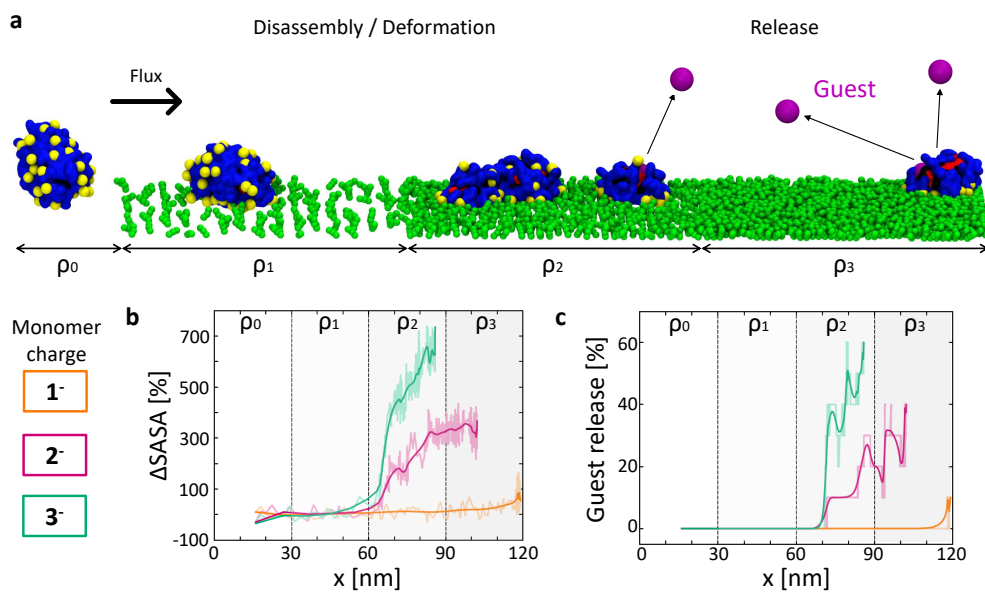 a
Disassembly / Deformation
Release
Flux
Guest
ρ0
ρ1
ρ2
ρ3
Monomer
charge
1-
2-
3-
b
ρ0
ρ1
ρ2
ρ3
ΔSASA [%]
700
500
300
100
-100
0
30
60
90
120
x [nm]
c
ρ0
ρ1
ρ2
ρ3
Guest release [%]
60
40
20
0
0
30
60
90
120
x [nm]